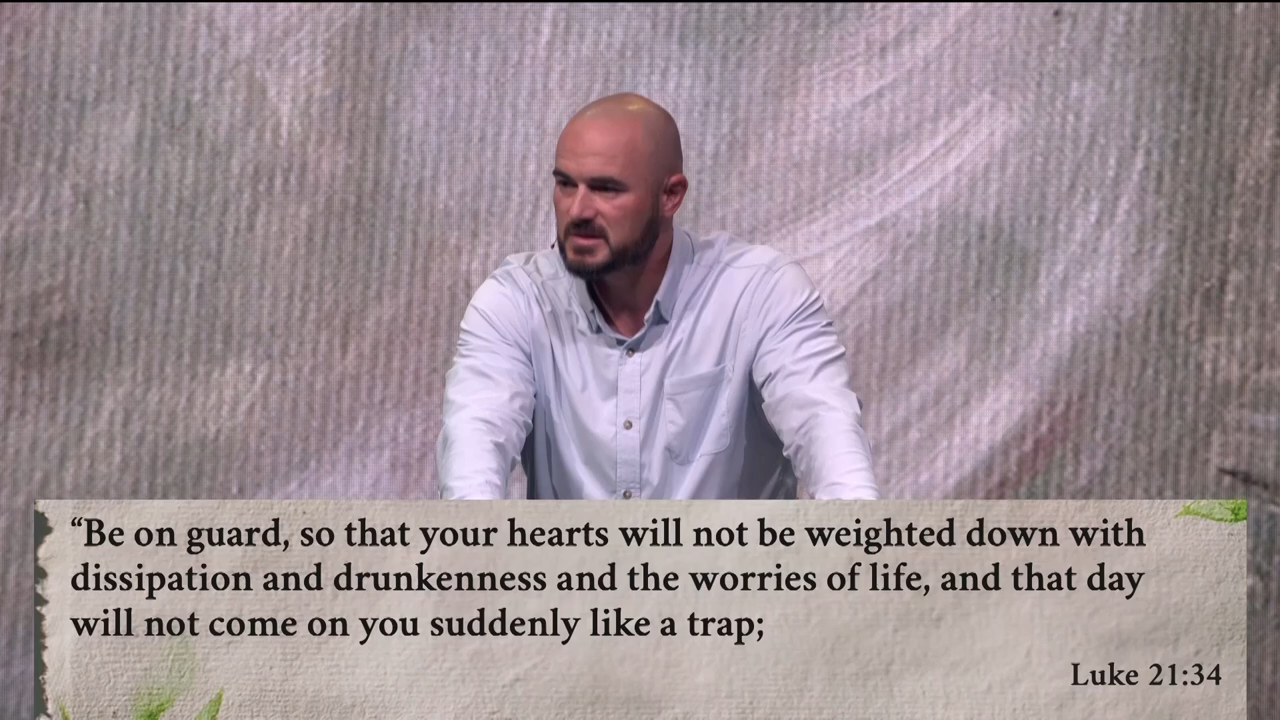 “Be on guard, so that your hearts will not be weighted down with
dissipation and drunkenness and the worries of life, and that day
will not come on you suddenly like a trap;
Luke 21:34